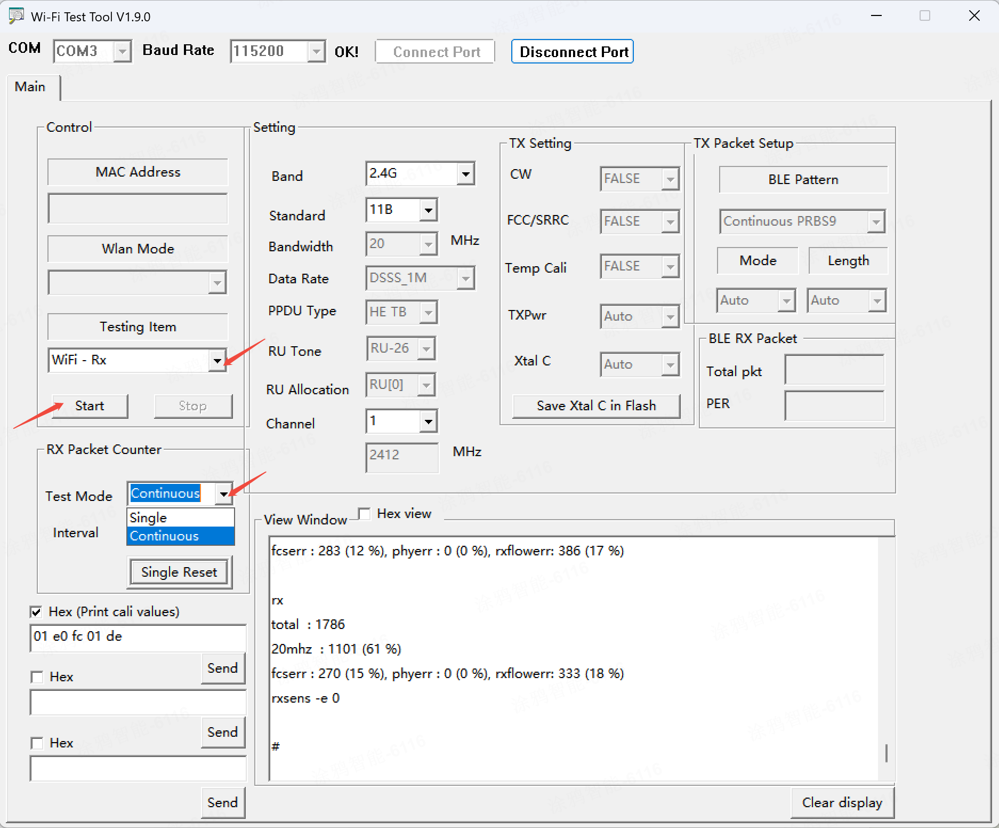 Wi-Fi Test Tool V1.9.0
COM
COM3
Baud Rate
115200
OK!
Connect Port
Disconnect Port
Main
Control
MAC Address
Wlan Mode
Testing Item
WiFi - Rx
Start
Stop
Setting
Band
2.4G
Standard
11B
Bandwidth
20
MHz
Data Rate
DSSS_1M
PPDU Type
HE TB
RU Tone
RU-26
RU Allocation
RU[0]
Channel
1
2412
MHz
TX Setting
CW
FALSE
FCC/SRRC
FALSE
Temp Cali
FALSE
TXPwr
Auto
Xtal C
Auto
Save Xtal C in Flash
TX Packet Setup
BLE Pattern
Continuous PRBS9
Mode
Length
Auto
Auto
BLE RX Packet
Total pkt
PER
RX Packet Counter
Test Mode
Continuous
Single
Continuous
Interval
Single Reset
Hex (Print cali values)
01 e0 fc 01 de
Send
Hex
Send
Hex
Send
View Window
Hex view
fcserr : 283 (12 %), phyerr : 0 (0 %), rxflowerr: 386 (17 %)
rx
total : 1786
20mhz : 1101 (61 %)
fcserr : 270 (15 %), phyerr : 0 (0 %), rxflowerr: 333 (18 %)
rxsens -e 0
#
Clear display
涂鸦智能-6116